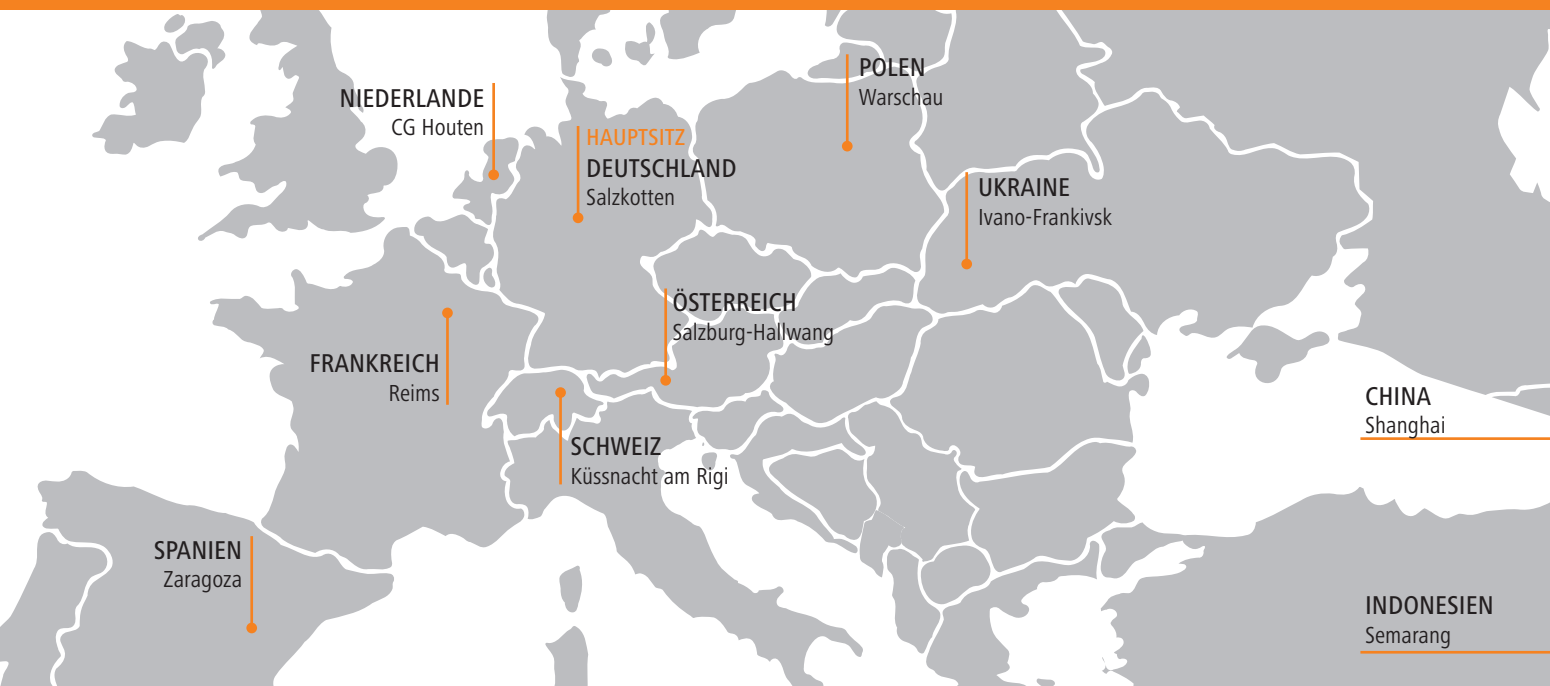 POLEN
Warschau
NIEDERLANDE
CG Houten
HAUPTSITZ
DEUTSCHLAND
Salzkotten
UKRAINE
Ivano-Frankivsk
ÖSTERREICH
Salzburg-Hallwang
FRANKREICH
Reims
CHINA
Shanghai
SCHWEIZ
Küssnacht am Rigi
SPANIEN
Zaragoza
INDONESIEN
Semarang